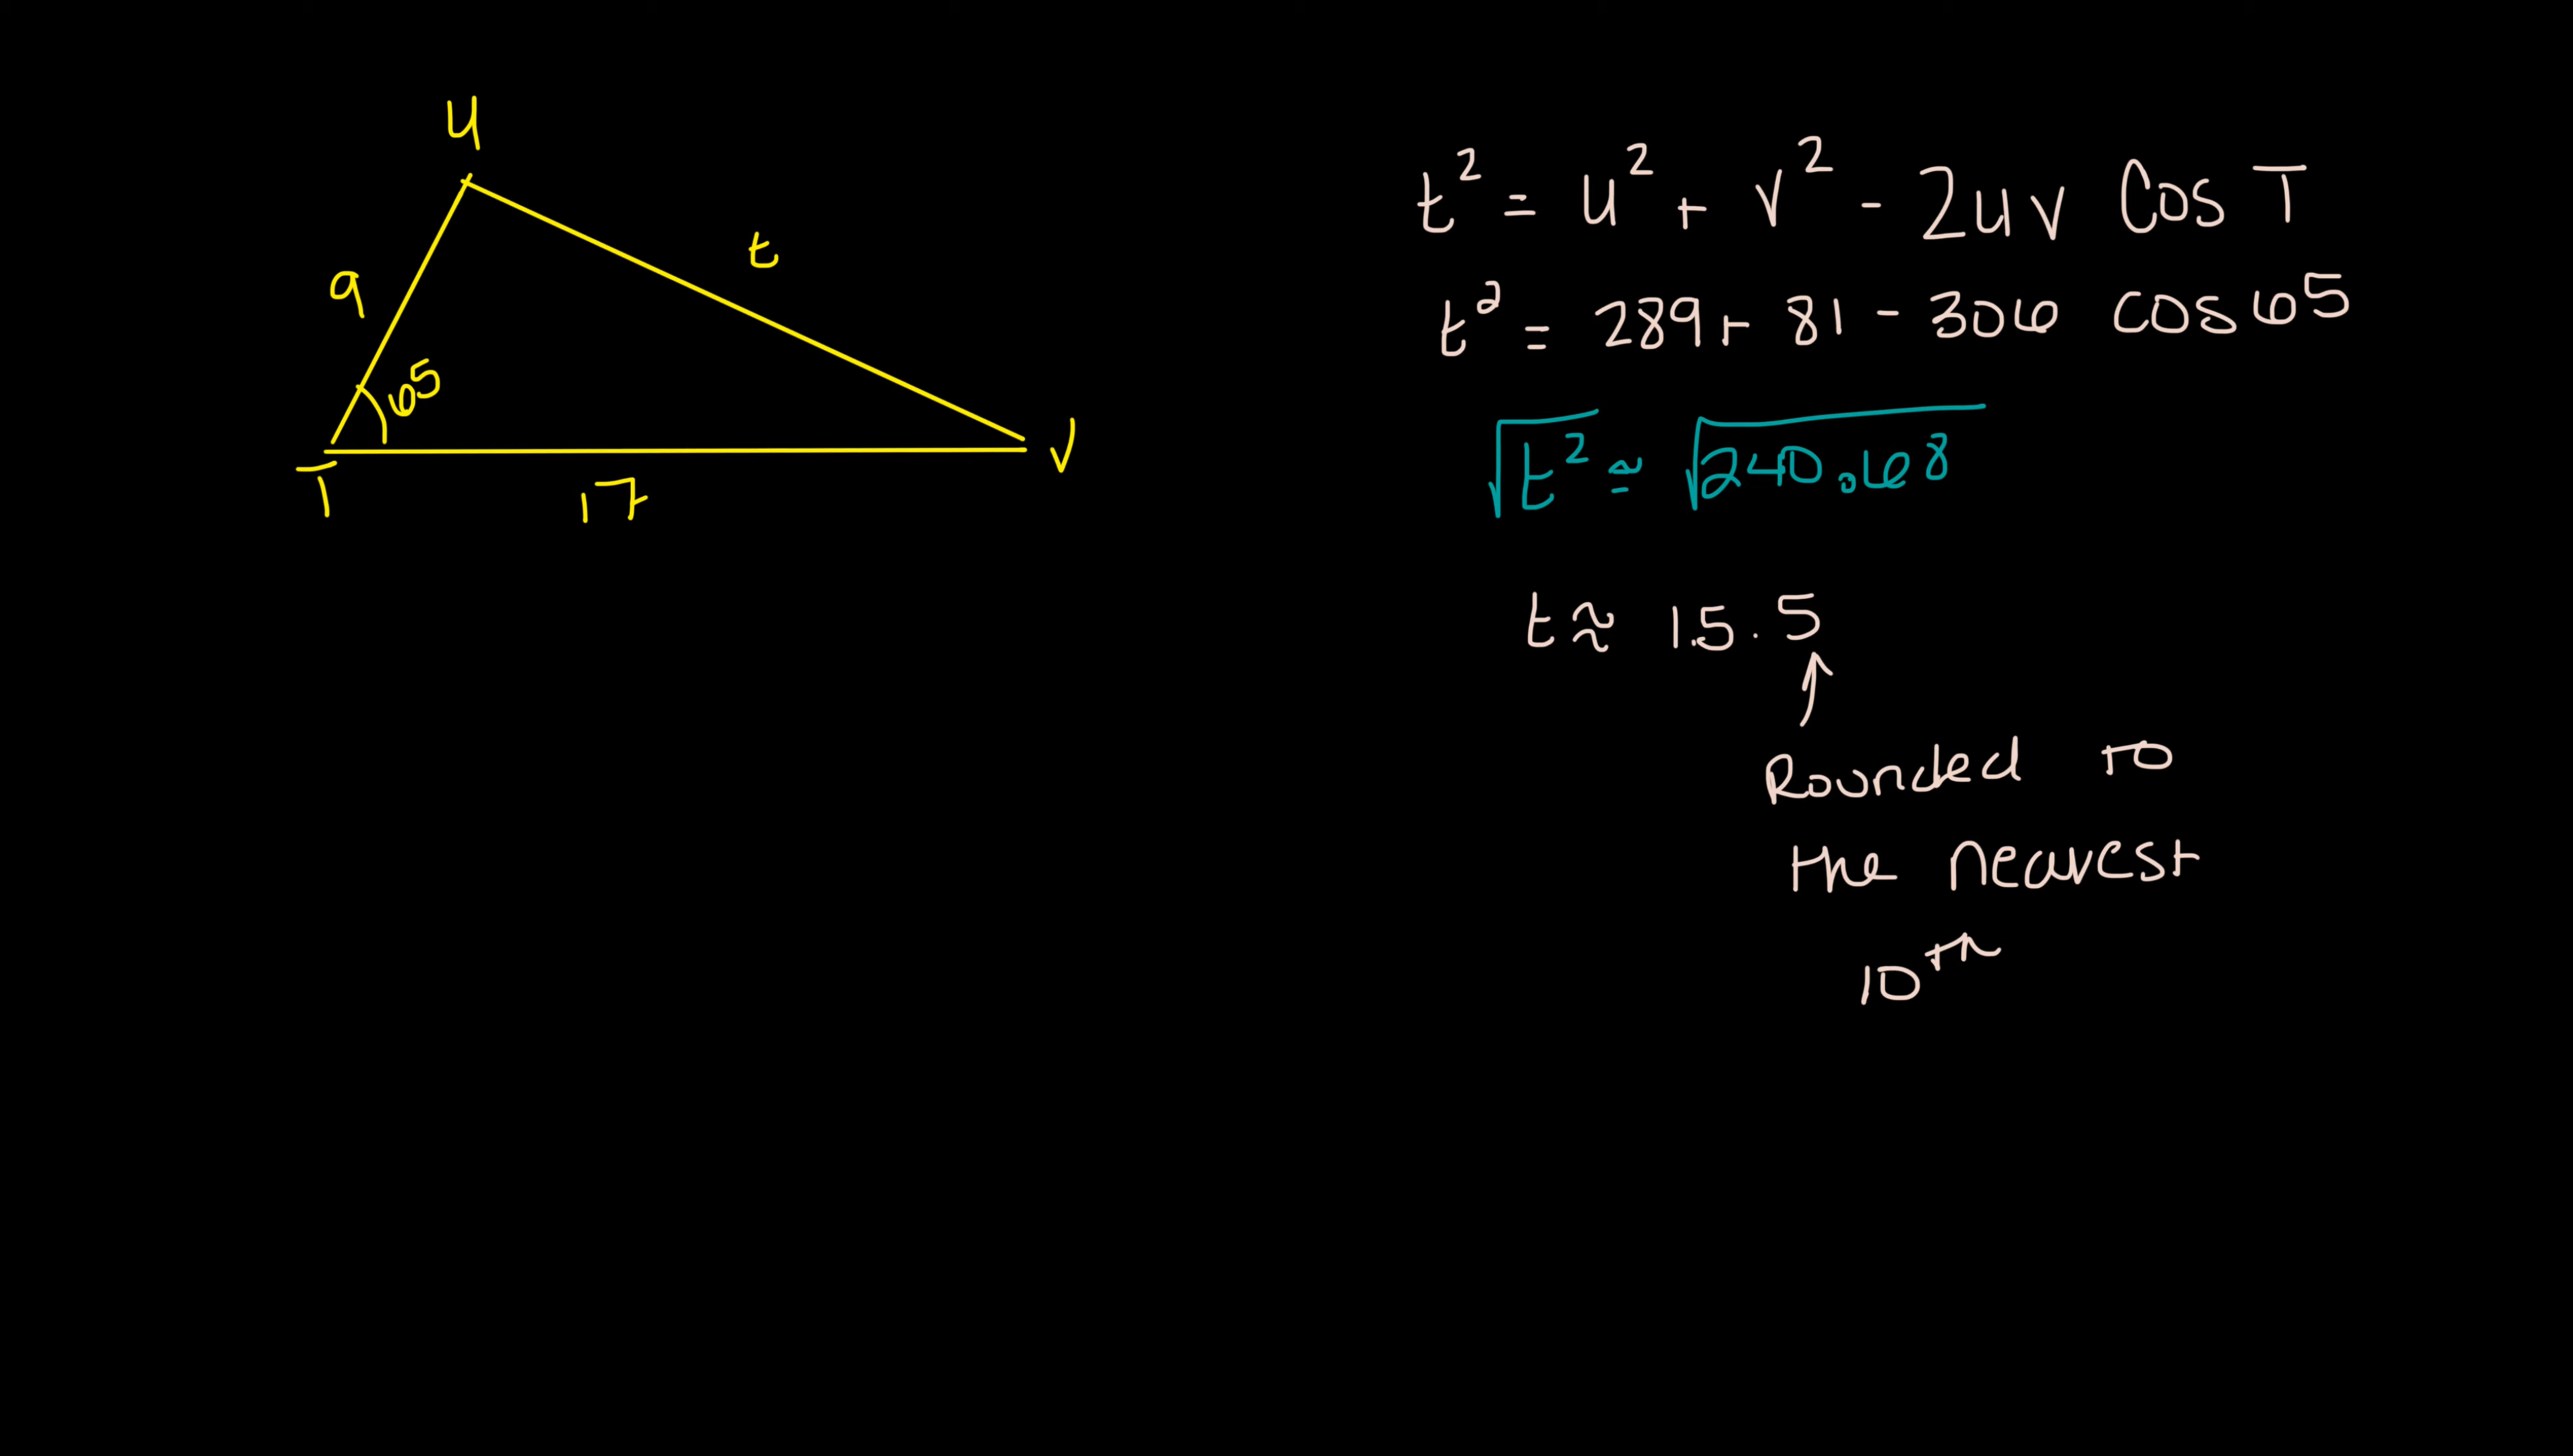 U
t
9
65
T
17
V
t² = u² + v² - 2uv Cos T
t² = 289 + 81 - 306 cos 65
√t² ≃ √240.68
t ≈ 15.5
Rounded to
the nearest
10th